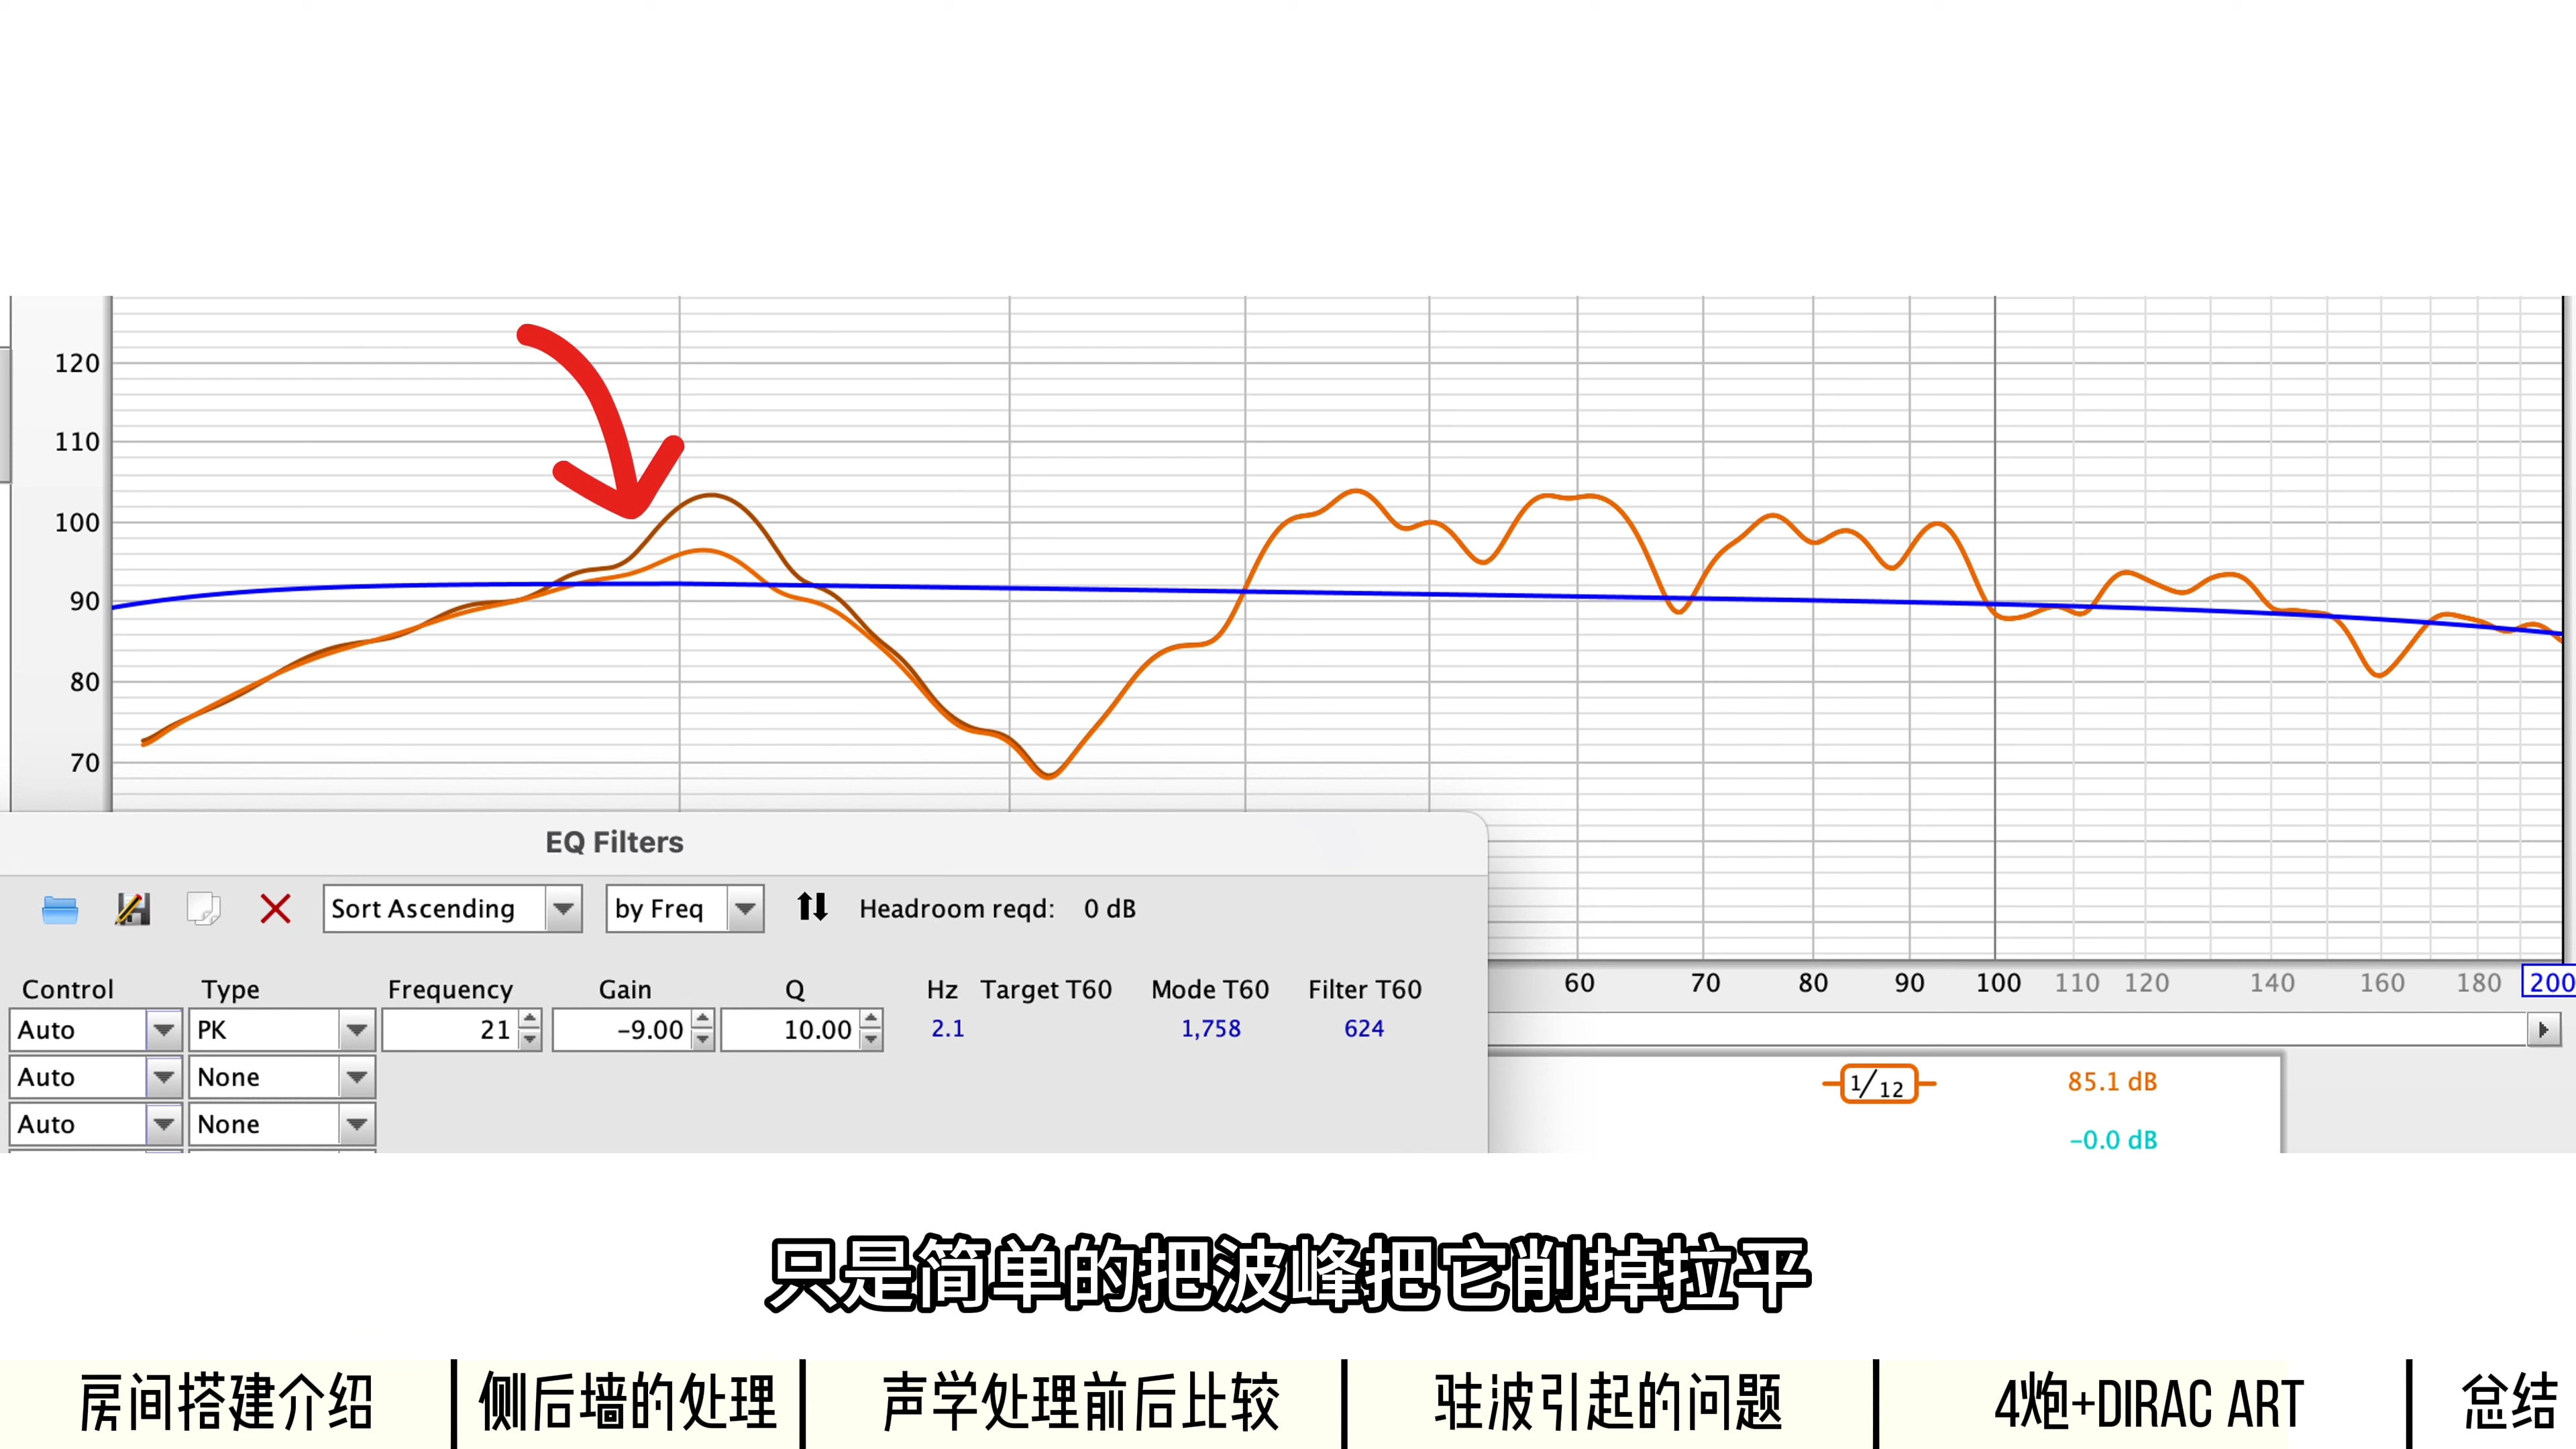 120
110
100
90
80
70
EQ Filters
Sort Ascending by Freq Headroom reqd: 0 dB
60 70 80 90 100 110 120 140 160 180 200
Control Type Frequency Gain Q Hz Target T60 Mode T60 Filter T60
Auto PK 21 -9.00 10.00 2.1 1,758 624
Auto None
1/12 85.1 dB
Auto None
-0.0 dB
只是简单的把波峰把它削掉拉平
房间搭建介绍 侧后墙的处理 声学处理前后比较 驻波引起的问题 4炮+DIRAC ART 总结